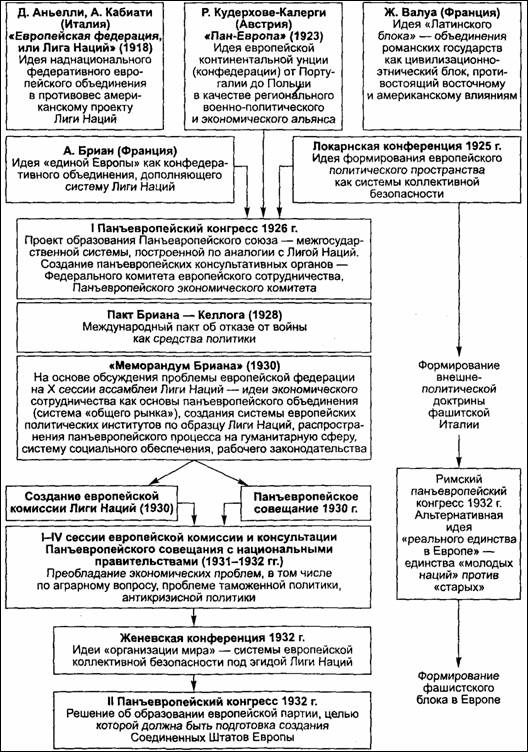 Д. Аньелли, А. Кабиати
(Италия)
«Европейская федерация,
или Лига Наций» (1918)
Идея наднационального
федеративного евро-
пейского объединения
в противовес амери-
канскому проекту
Лиги Наций
Р. Кудерхове-Калерги
(Австрия)
«Пан-Европа» (1923)
Идея европейской
континентальной унции
(конфедерации) от Порту-
галии до Польши
в качестве регионального
военно-политического
и экономического альянса
Ж. Валуа (Франция)
Идея «Латинского
блока» — объединения
романских государств
как цивилизационно-
этнический блок, проти-
востоящий восточному
и американскому влияниям
А. Бриан (Франция)
Идея «единой Европы» как конфедера-
тивного объединения, дополняющего
систему Лиги Наций
Локарнская конференция 1925 г.
Идея формирования европейского
политического пространства
как системы коллективной
безопасности
I Панъевропейский конгресс 1926 г.
Проект образования Панъевропейского союза — межгосудар-
ственной системы, построенной по аналогии с Лигой Наций.
Создание панъевропейских консультативных органов —
Федерального комитета европейского сотрудничества,
Панъевропейского экономического комитета
Пакт Бриана — Келлога (1928)
Международный пакт об отказе от войны
как средства политики
«Меморандум Бриана» (1930)
На основе обсуждения проблемы европейской федерации
на X сессии ассамблеи Лиги Наций — идеи экономического
сотрудничества как основы панъевропейского объединения
(система «общего рынка»), создания системы европейских
политических институтов по образцу Лиги Наций, распростра-
нения панъевропейского процесса на гуманитарную сферу,
систему социального обеспечения, рабочего законодательства
Формирование
внешне-
политической
доктрины
фашитской
Италии
Создание европейской
комиссии Лиги Наций (1930)
Панъевропейское
совещание 1930 г.
Римский
панъевропейский
конгресс 1932 г.
Альтернативная
идея
«реального единства
в Европе» —
единства «молодых
наций» против
«старых»
I–IV сессии европейской комиссии и консультации
Панъевропейского совещания с национальными
правительствами (1931–1932 гг.)
Преобладание экономических проблем, в том числе
по аграрному вопросу, проблеме таможенной политики,
антикризисной политики
Женевская конференция 1932 г.
Идеи «организации мира» — системы европейской
коллективной безопасности под эгидой Лиги Наций
Формирование
фашистского
блока в Европе
II Панъевропейский конгресс 1932 г.
Решение об образовании европейской партии, целью
которой должна быть подготовка создания
Соединенных Штатов Европы